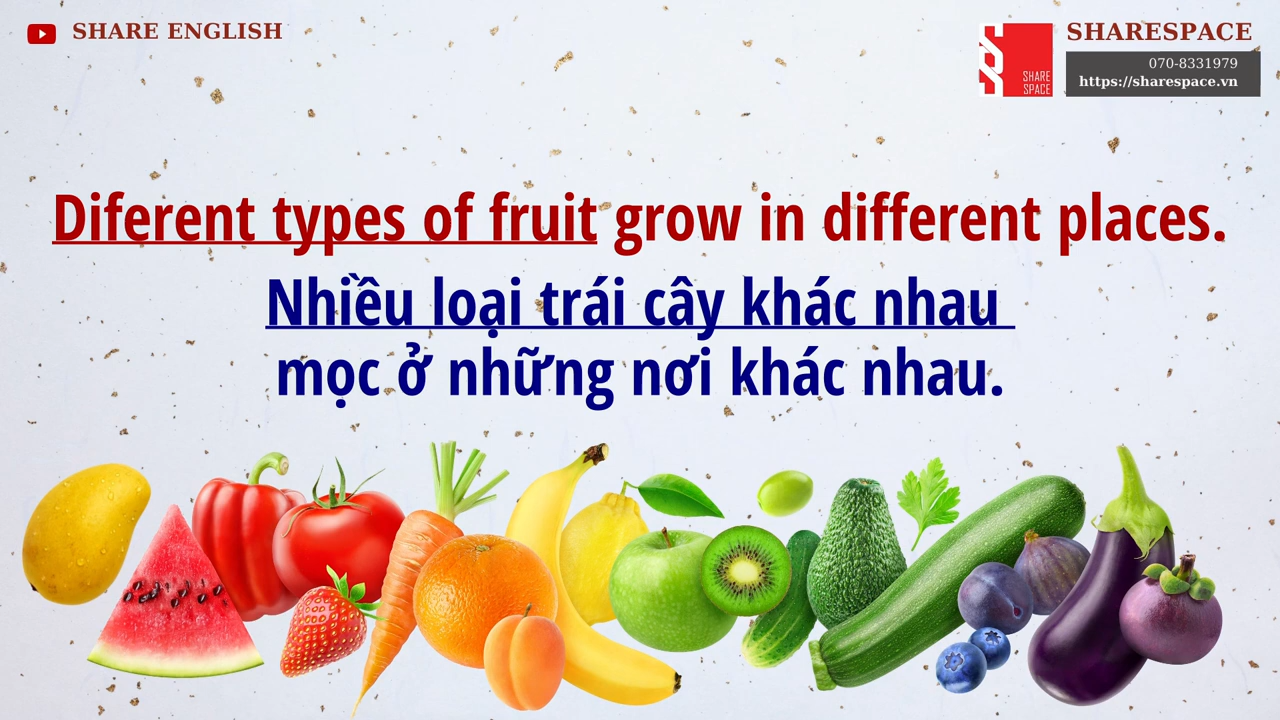 SHARE ENGLISH
SHARESPACE
070-8331979
https://sharespace.vn
SHARE
SPACE
Diferent types of fruit grow in different places.
Nhiều loại trái cây khác nhau
mọc ở những nơi khác nhau.